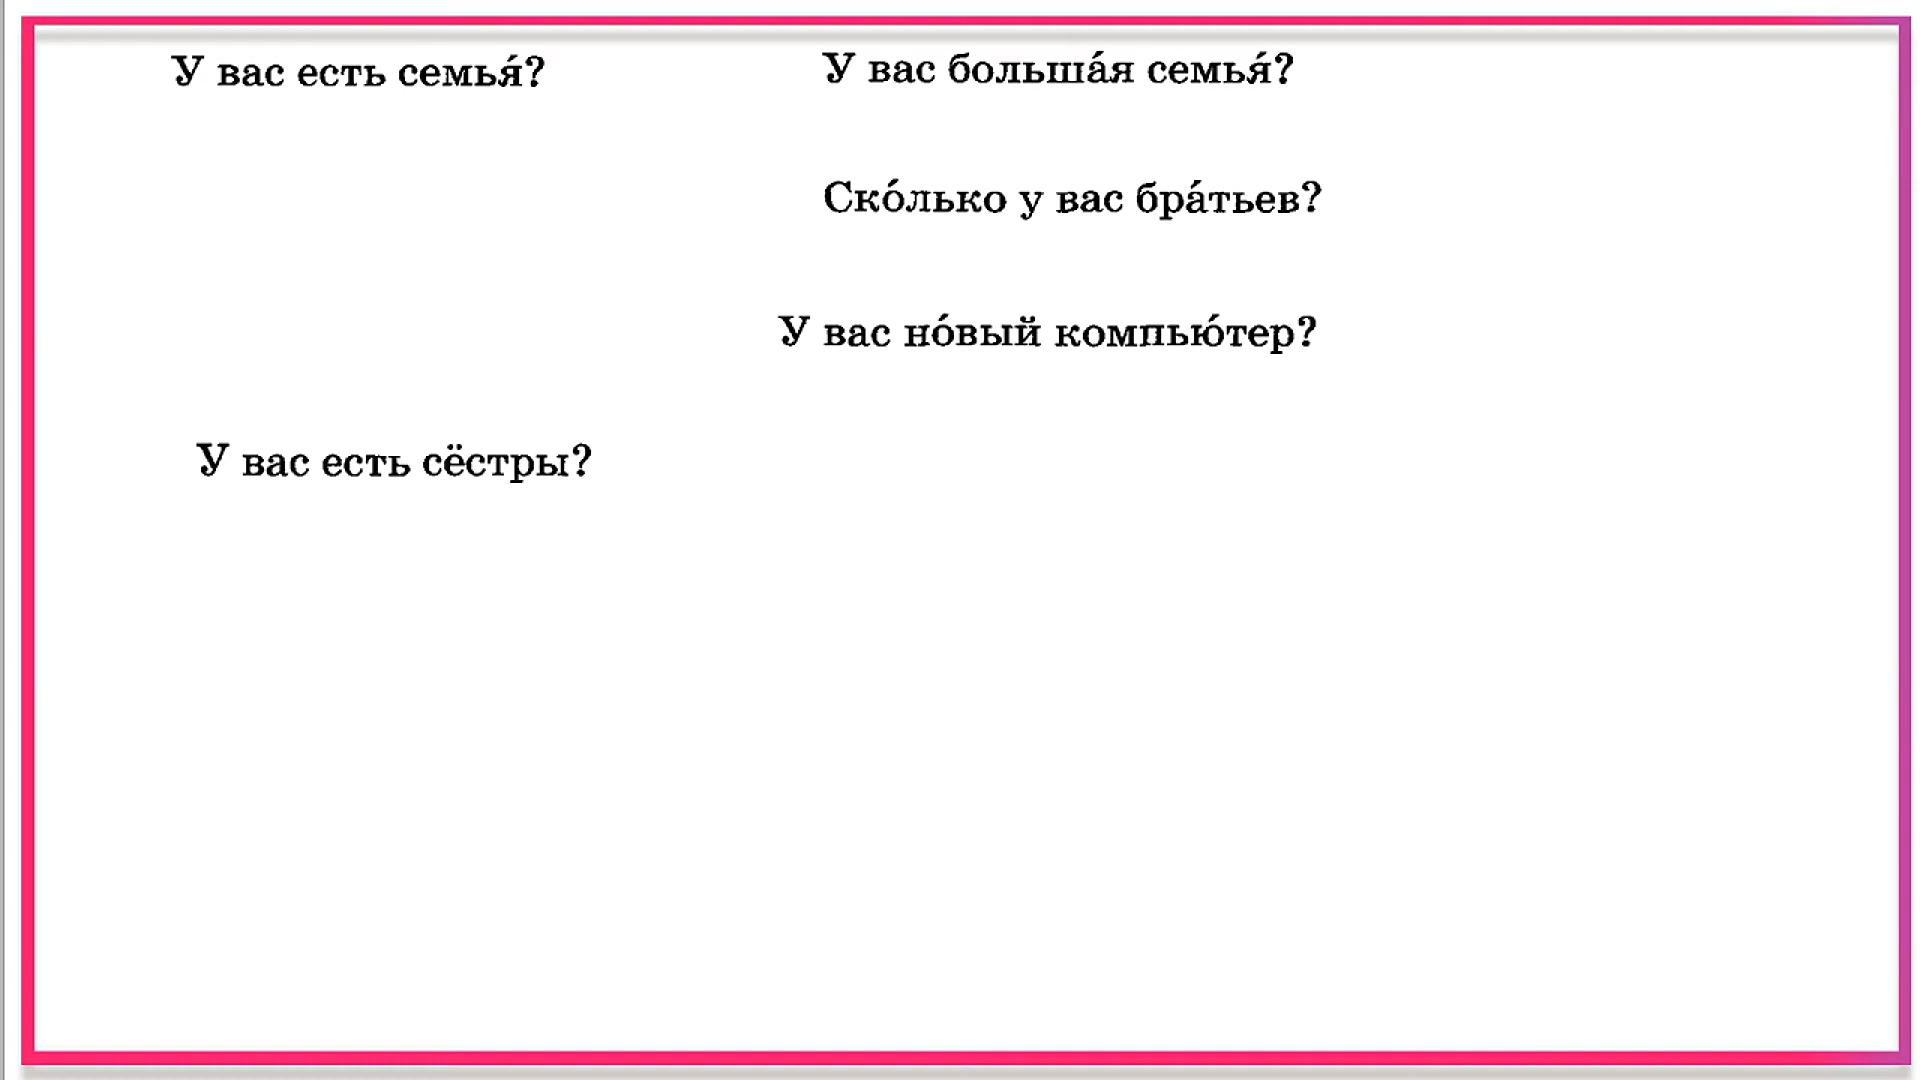 У вас есть семья́?
У вас больша́я семья́?
Ско́лько у вас бра́тьев?
У вас но́вый компью́тер?
У вас есть сёстры?